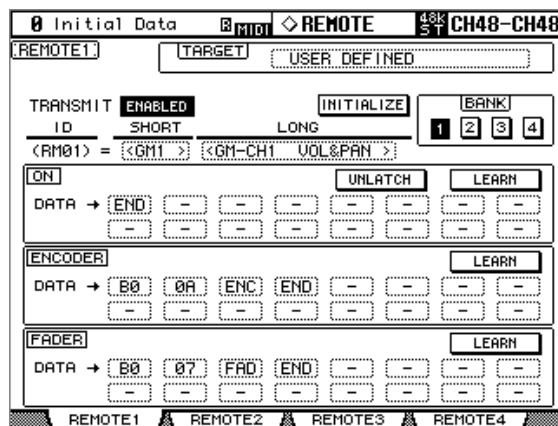 0 Initial Data MIDI ◇ REMOTE 48K ST CH48-CH48
REMOTE1 TARGET USER DEFINED
TRANSMIT ENABLED INITIALIZE BANK
ID SHORT LONG 1 2 3 4
(RM01) = <GM1 > <GM-CH1 VOL&PAN >
ON UNLATCH LEARN
DATA → END - - - - - - -
- - - - - - - -
ENCODER LEARN
DATA → B0 0A ENC END - - - -
- - - - - - - -
FADER LEARN
DATA → B0 07 FAD END - - - -
- - - - - - - -
REMOTE1 REMOTE2 REMOTE3 REMOTE4